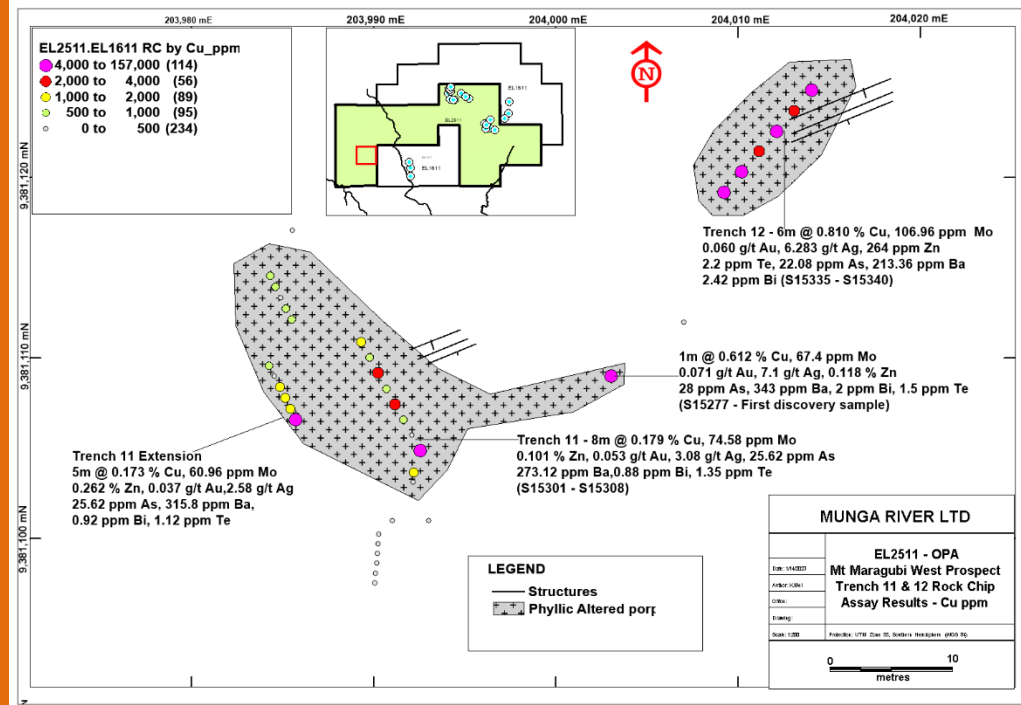 203,980 mE
203,990 mE
204,000 mE
204,010 mE
204,020 mE
EL2511.EL1611 RC by Cu_ppm
4,000 to 157,000 (114)
2,000 to 4,000 (56)
1,000 to 2,000 (89)
500 to 1,000 (95)
0 to 500 (234)
EL1611
EL2511
EL1611
N
9,381,120 mN
9,381,110 mN
9,381,100 mN
Trench 12 - 6m @ 0.810 % Cu, 106.96 ppm Mo
0.060 g/t Au, 6.283 g/t Ag, 264 ppm Zn
2.2 ppm Te, 22.08 ppm As, 213.36 ppm Ba
2.42 ppm Bi (S15335 - S15340)
1m @ 0.612 % Cu, 67.4 ppm Mo
0.071 g/t Au, 7.1 g/t Ag, 0.118 % Zn
28 ppm As, 343 ppm Ba, 2 ppm Bi, 1.5 ppm Te
(S15277 - First discovery sample)
Trench 11 - 8m @ 0.179 % Cu, 74.58 ppm Mo
0.101 % Zn, 0.053 g/t Au, 3.08 g/t Ag, 25.62 ppm As
273.12 ppm Ba,0.88 ppm Bi, 1.35 ppm Te
(S15301 - S15308)
Trench 11 Extension
5m @ 0.173 % Cu, 60.96 ppm Mo
0.262 % Zn, 0.037 g/t Au,2.58 g/t Ag
25.62 ppm As, 315.8 ppm Ba,
0.92 ppm Bi, 1.12 ppm Te
LEGEND
Structures
Phyllic Altered porp
MUNGA RIVER LTD
EL2511 - OPA
Mt Maragubi West Prospect
Trench 11 & 12 Rock Chip
Assay Results - Cu ppm
Office:
Drawing:
Scale: 1:200
Projection: UTM Zone 55, Southern Hemisphere
0 10
metres